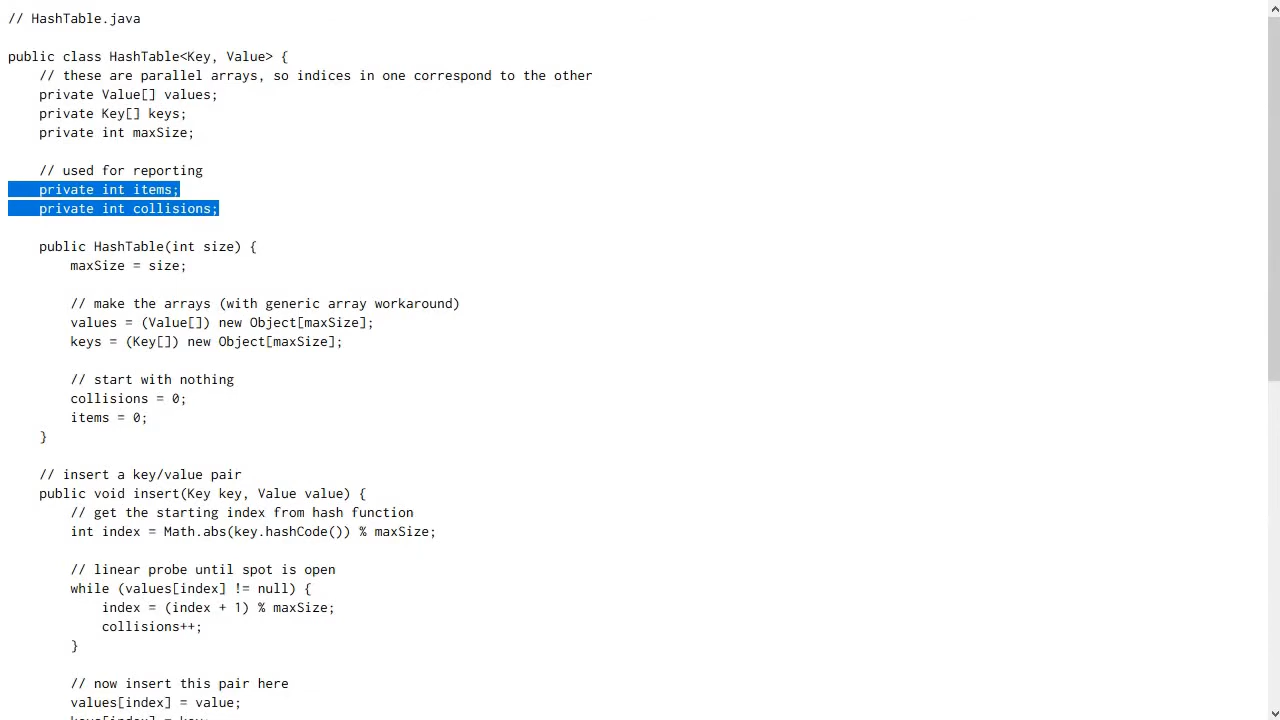 // HashTable.java

public class HashTable<Key, Value> {
    // these are parallel arrays, so indices in one correspond to the other
    private Value[] values;
    private Key[] keys;
    private int maxSize;

    // used for reporting
    private int items;
    private int collisions;

    public HashTable(int size) {
        maxSize = size;

        // make the arrays (with generic array workaround)
        values = (Value[]) new Object[maxSize];
        keys = (Key[]) new Object[maxSize];

        // start with nothing
        collisions = 0;
        items = 0;
    }

    // insert a key/value pair
    public void insert(Key key, Value value) {
        // get the starting index from hash function
        int index = Math.abs(key.hashCode()) % maxSize;

        // linear probe until spot is open
        while (values[index] != null) {
            index = (index + 1) % maxSize;
            collisions++;
        }

        // now insert this pair here
        values[index] = value;
        keys[index] = key;